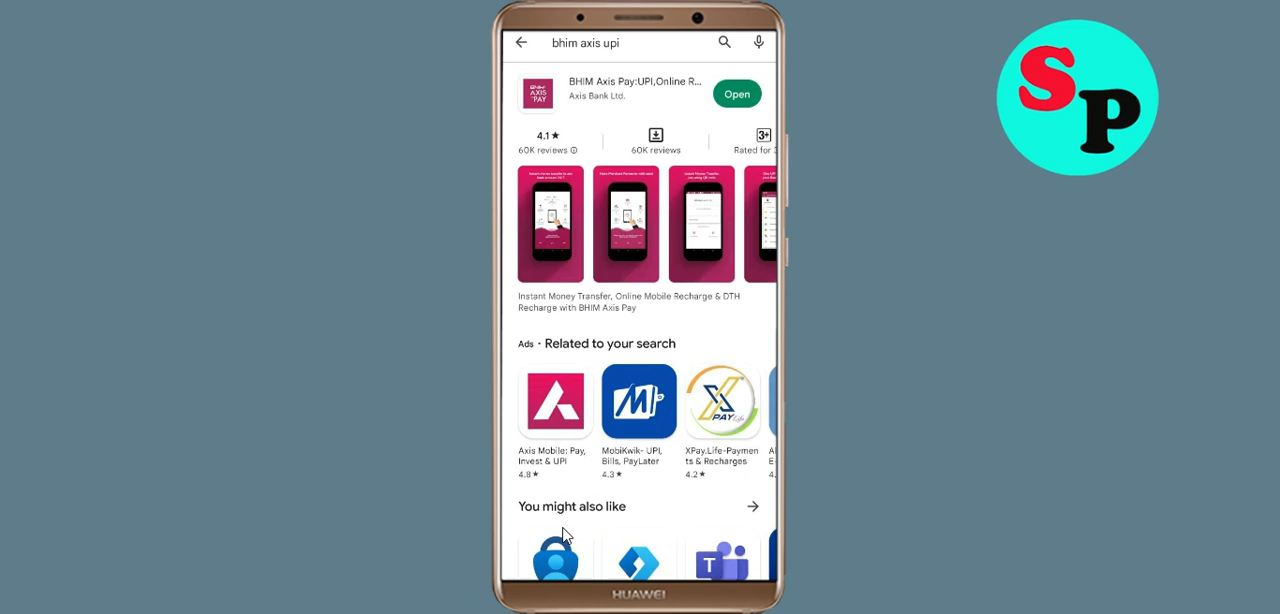 bhim axis upi
S
P
BHIM Axis Pay:UPI,Online R...
Axis Bank Ltd.
Open
AXIS
PAY
4.1★
60K reviews
60K reviews
3+
Rated for
Instant Money Transfer, Online Mobile Recharge & DTH
Recharge with BHIM Axis Pay
Ads · Related to your search
X
PAY
Axis Mobile: Pay,
Invest & UPI
4.8★
MobiKwik- UPI,
Bills, PayLater
4.3★
XPay.Life-Paymen
ts & Recharges
4.2★
You might also like
T
HUAWEI